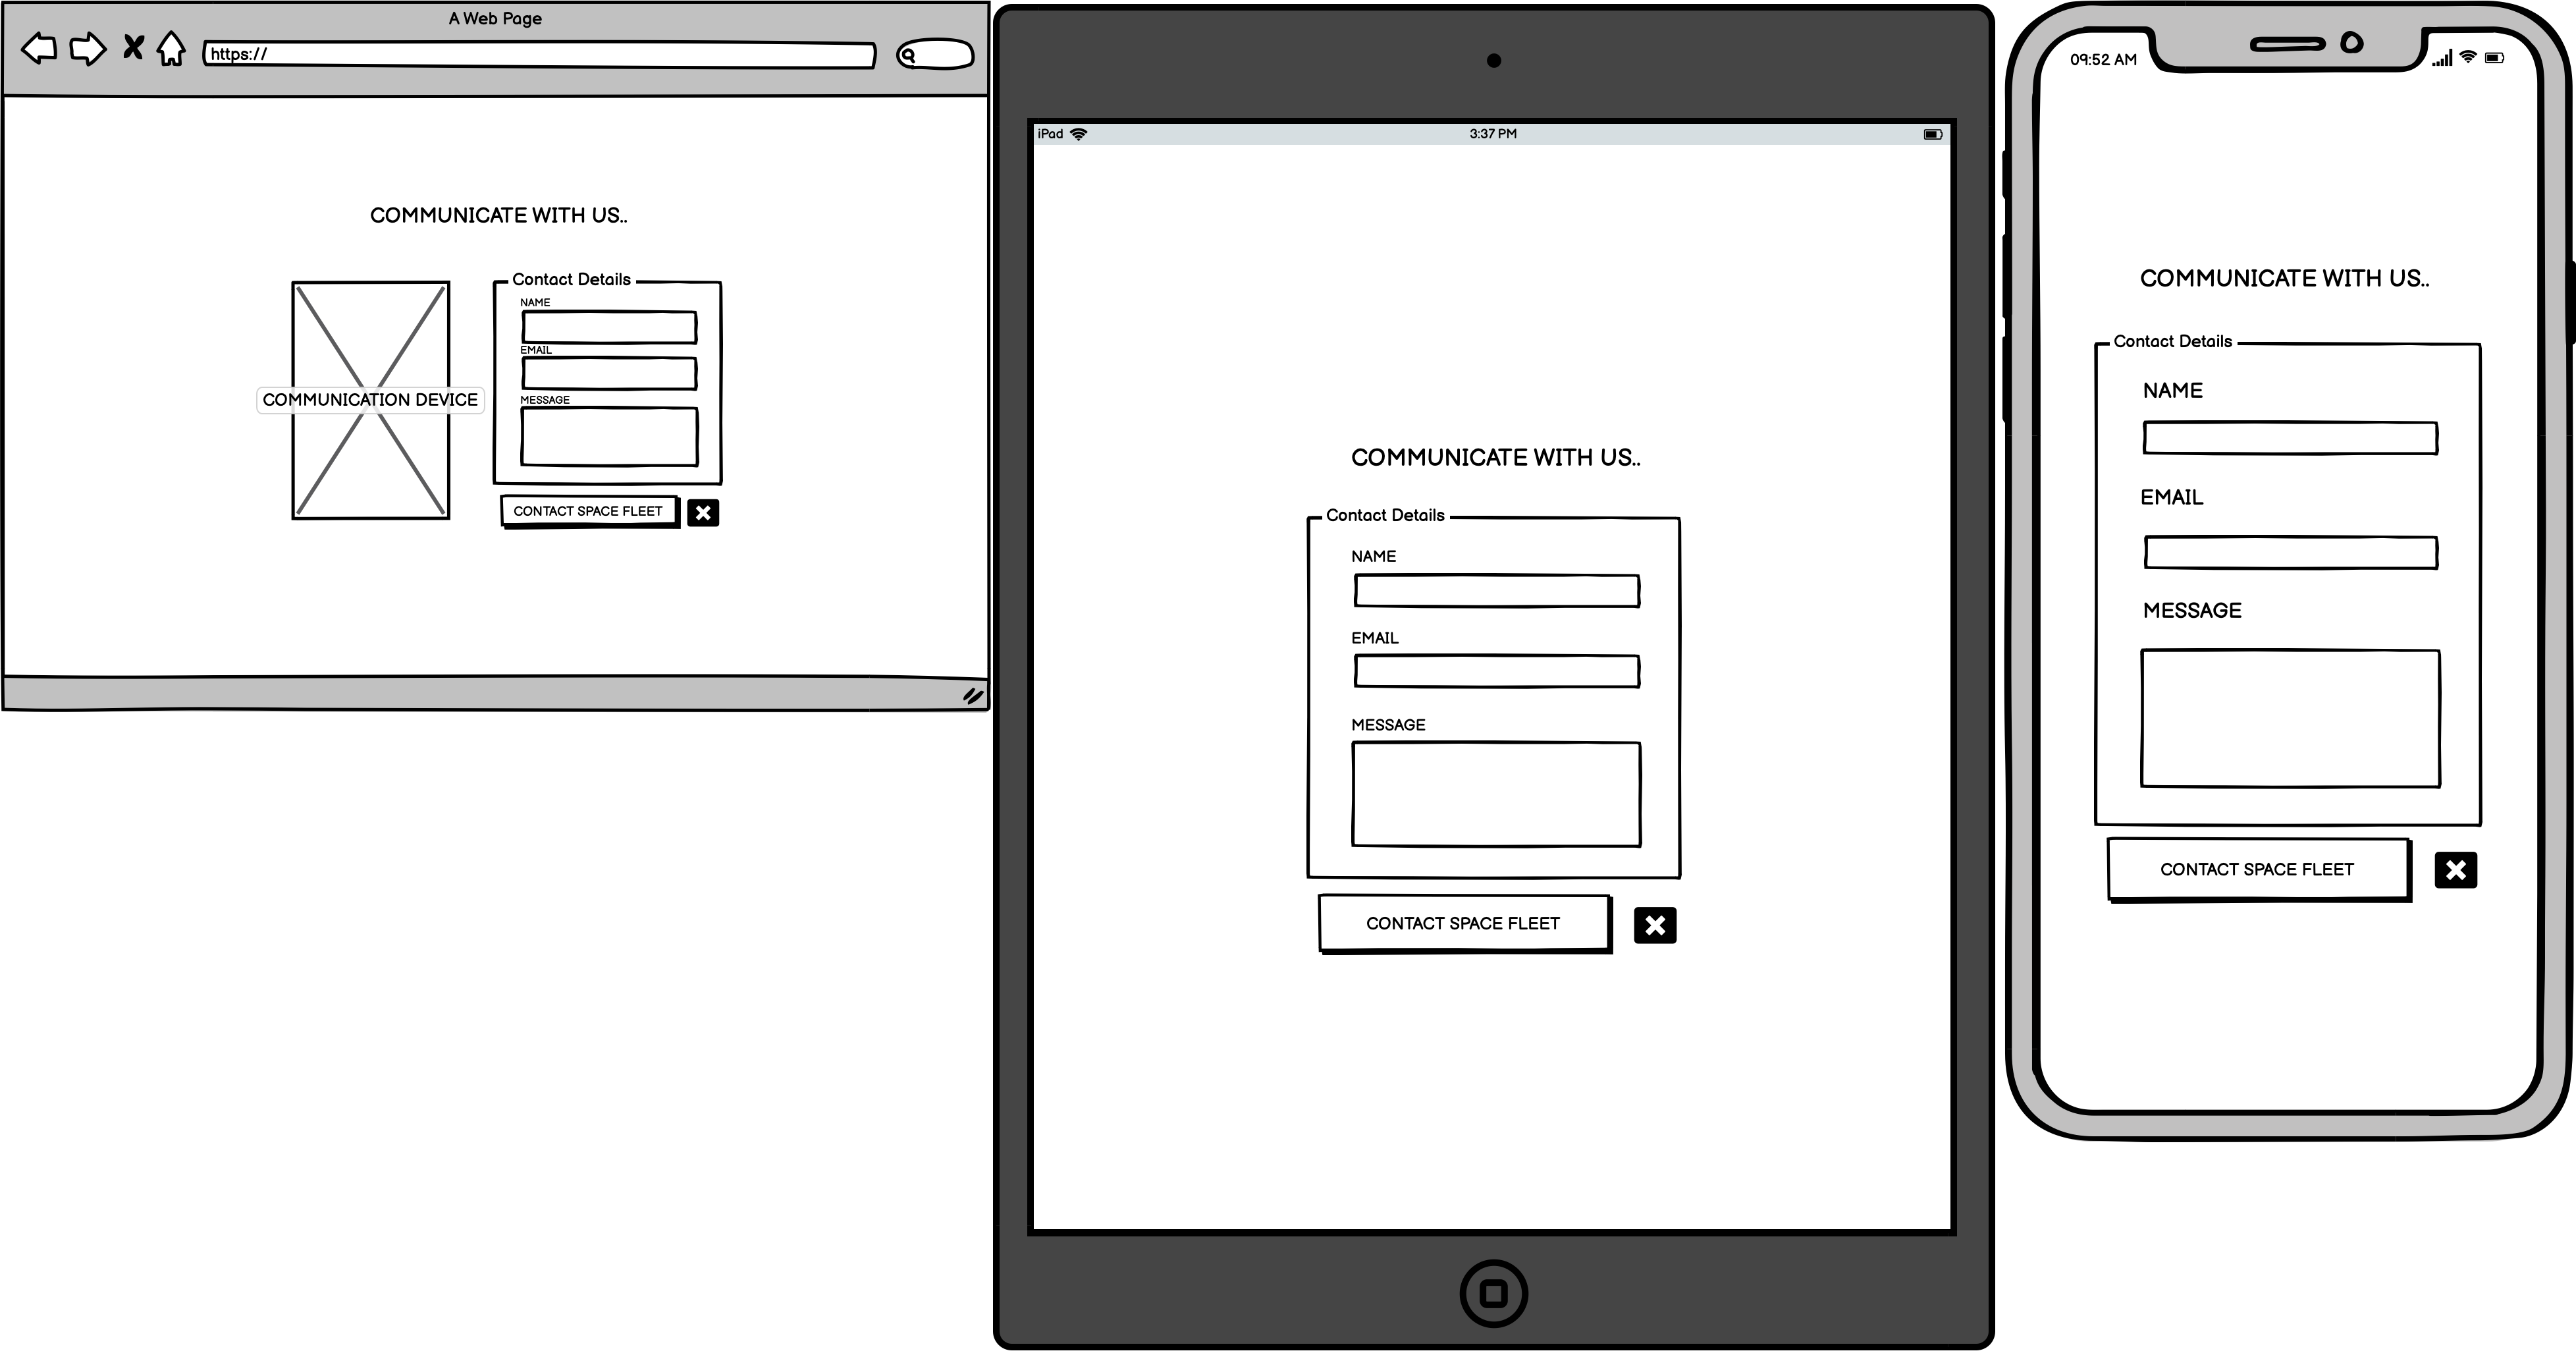 A Web Page
https://
COMMUNICATE WITH US..
COMMUNICATION DEVICE
Contact Details
NAME
EMAIL
MESSAGE
CONTACT SPACE FLEET
iPad
3:37 PM
COMMUNICATE WITH US..
Contact Details
NAME
EMAIL
MESSAGE
CONTACT SPACE FLEET
09:52 AM
COMMUNICATE WITH US..
Contact Details
NAME
EMAIL
MESSAGE
CONTACT SPACE FLEET